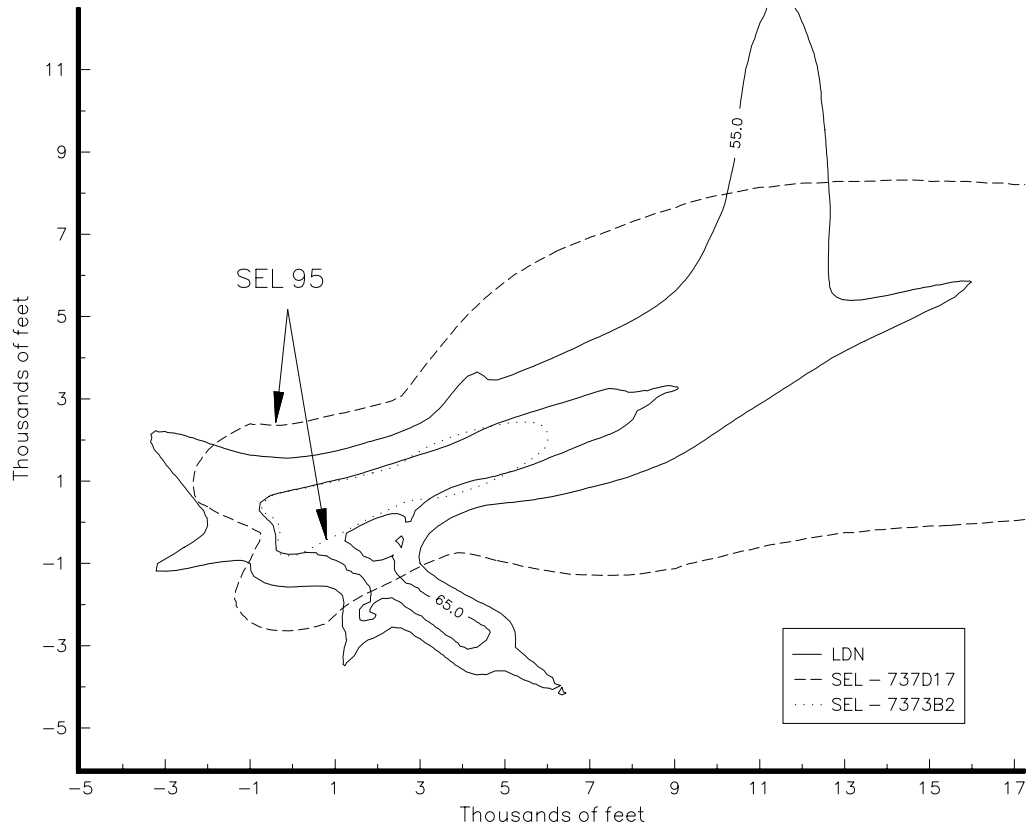 11
9
55.0
7
SEL 95
5
Thousands of feet
3
1
-1
65.0
-3
LDN
SEL - 737D17
SEL - 7373B2
-5
-5 -3 -1 1 3 5 7 9 11 13 15 17
Thousands of feet